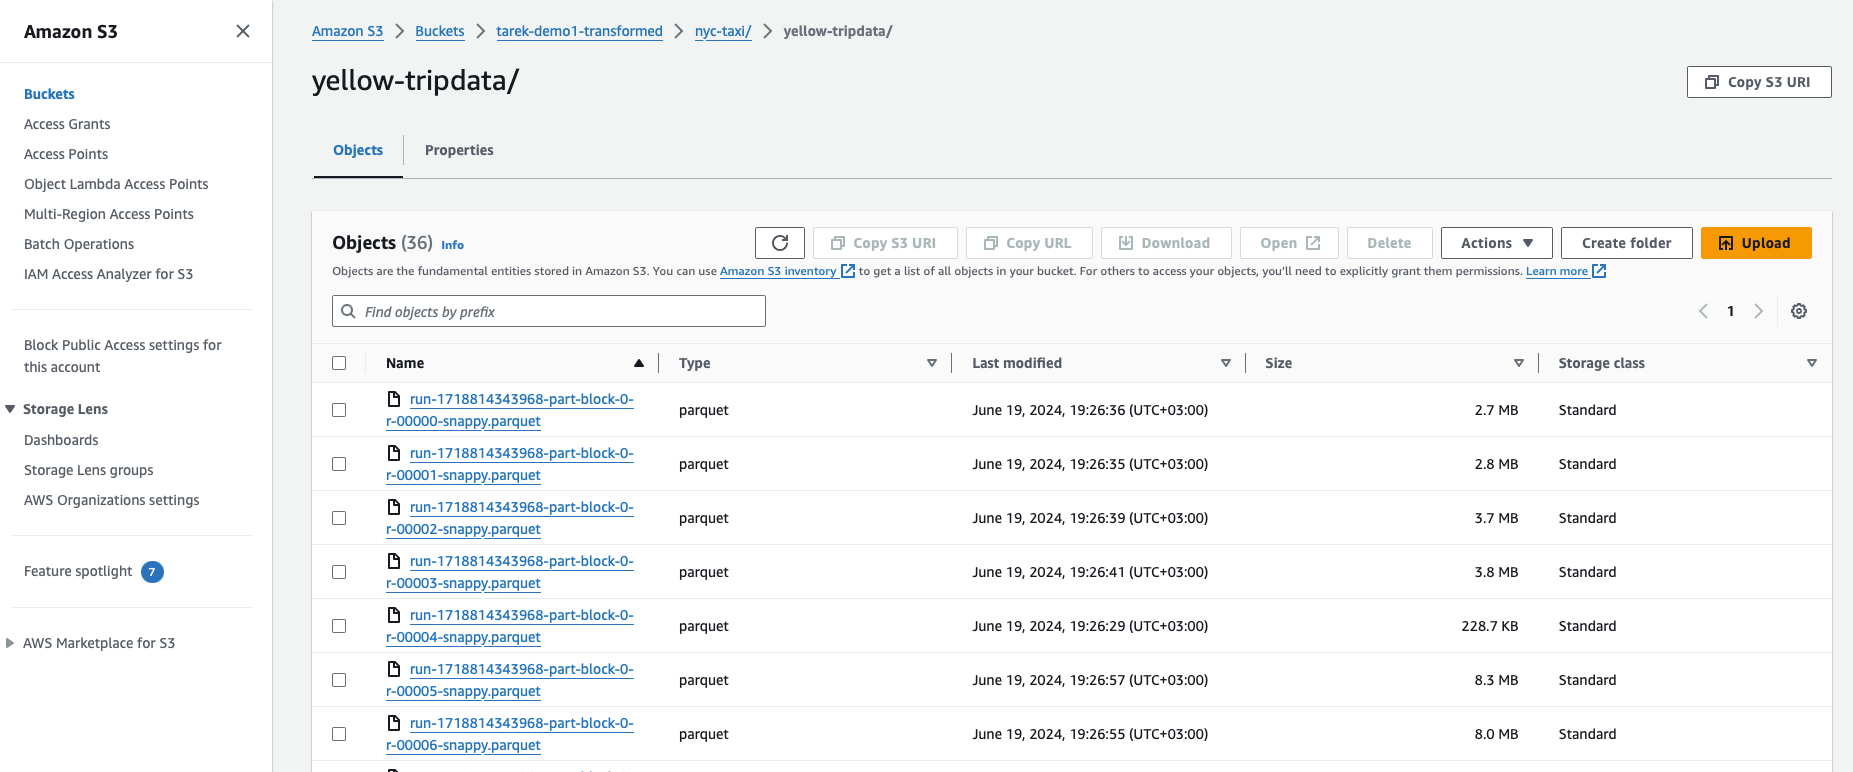 Amazon S3
Buckets
Access Grants
Access Points
Object Lambda Access Points
Multi-Region Access Points
Batch Operations
IAM Access Analyzer for S3
Block Public Access settings for
this account
Storage Lens
Dashboards
Storage Lens groups
AWS Organizations settings
Feature spotlight 7
AWS Marketplace for S3
Amazon S3 Buckets tarek-demo1-transformed nyc-taxi/ yellow-tripdata/
yellow-tripdata/
Copy S3 URI
Objects Properties
Objects (36) Info
Copy S3 URI Copy URL Download Open Delete Actions Create folder Upload
Objects are the fundamental entities stored in Amazon S3. You can use Amazon S3 inventory to get a list of all objects in your bucket. For others to access your objects, you'll need to explicitly grant them permissions. Learn more
Find objects by prefix
1
Name Type Last modified Size Storage class
run-1718814343968-part-block-0-
r-00000-snappy.parquet
parquet June 19, 2024, 19:26:36 (UTC+03:00) 2.7 MB Standard
run-1718814343968-part-block-0-
r-00001-snappy.parquet
parquet June 19, 2024, 19:26:35 (UTC+03:00) 2.8 MB Standard
run-1718814343968-part-block-0-
r-00002-snappy.parquet
parquet June 19, 2024, 19:26:39 (UTC+03:00) 3.7 MB Standard
run-1718814343968-part-block-0-
r-00003-snappy.parquet
parquet June 19, 2024, 19:26:41 (UTC+03:00) 3.8 MB Standard
run-1718814343968-part-block-0-
r-00004-snappy.parquet
parquet June 19, 2024, 19:26:29 (UTC+03:00) 228.7 KB Standard
run-1718814343968-part-block-0-
r-00005-snappy.parquet
parquet June 19, 2024, 19:26:57 (UTC+03:00) 8.3 MB Standard
run-1718814343968-part-block-0-
r-00006-snappy.parquet
parquet June 19, 2024, 19:26:55 (UTC+03:00) 8.0 MB Standard